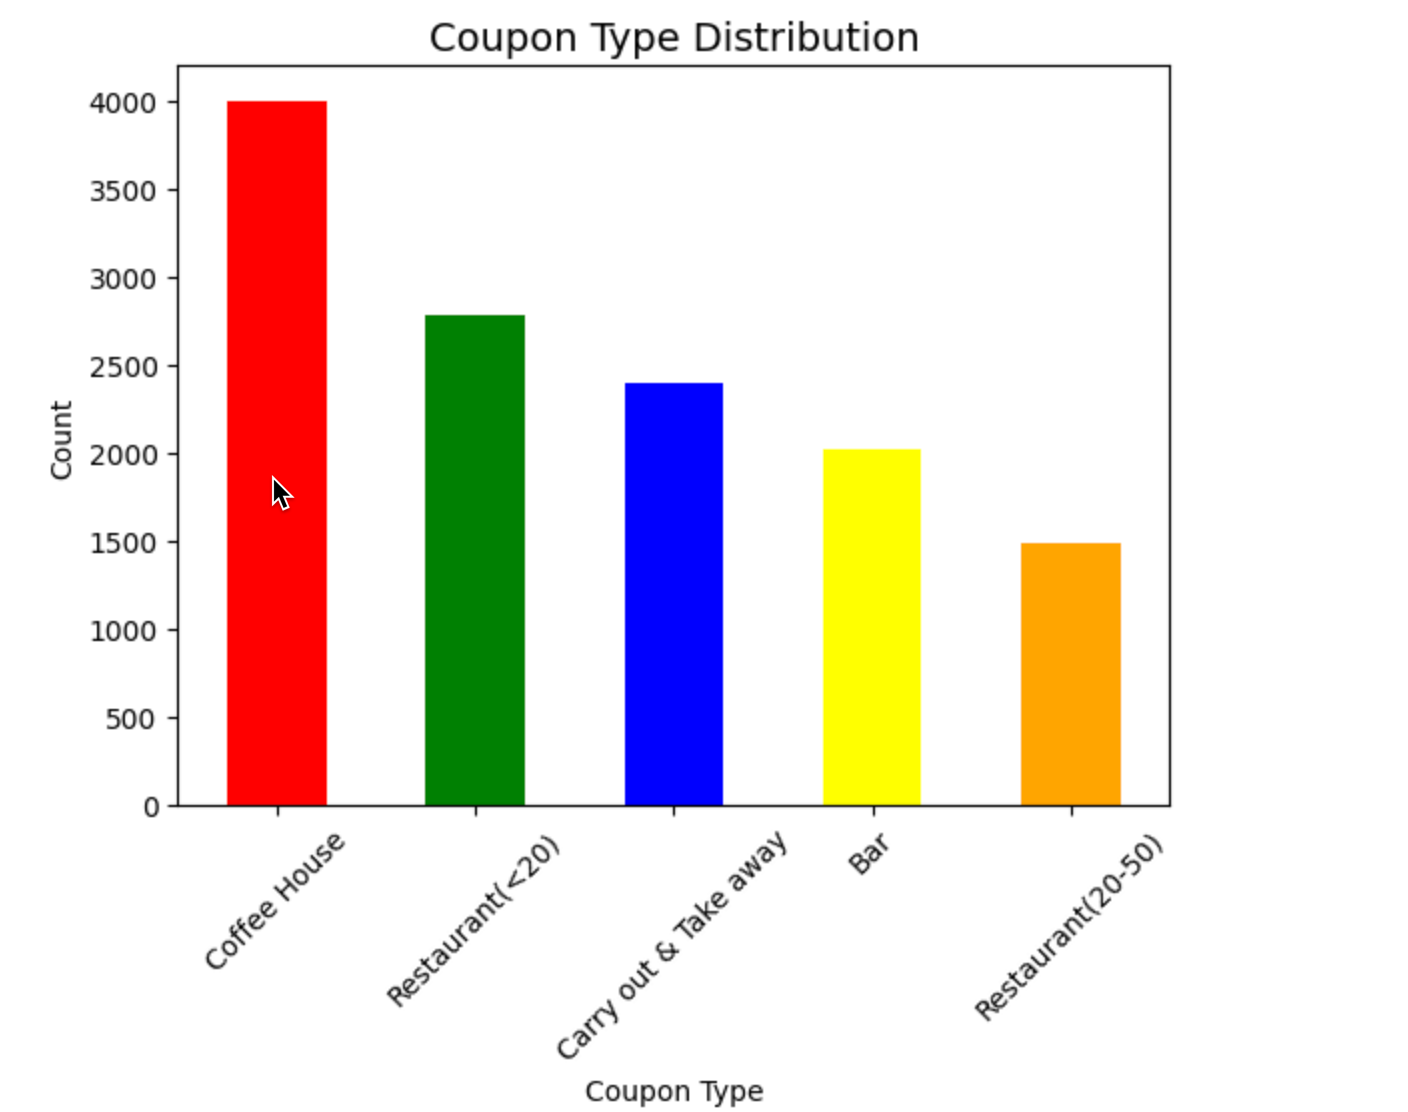 Coupon Type Distribution
4000
3500
3000
2500
2000
1500
1000
500
0
Count
Coffee House
Restaurant(<20)
Carry out & Take away
Bar
Restaurant(20-50)
Coupon Type